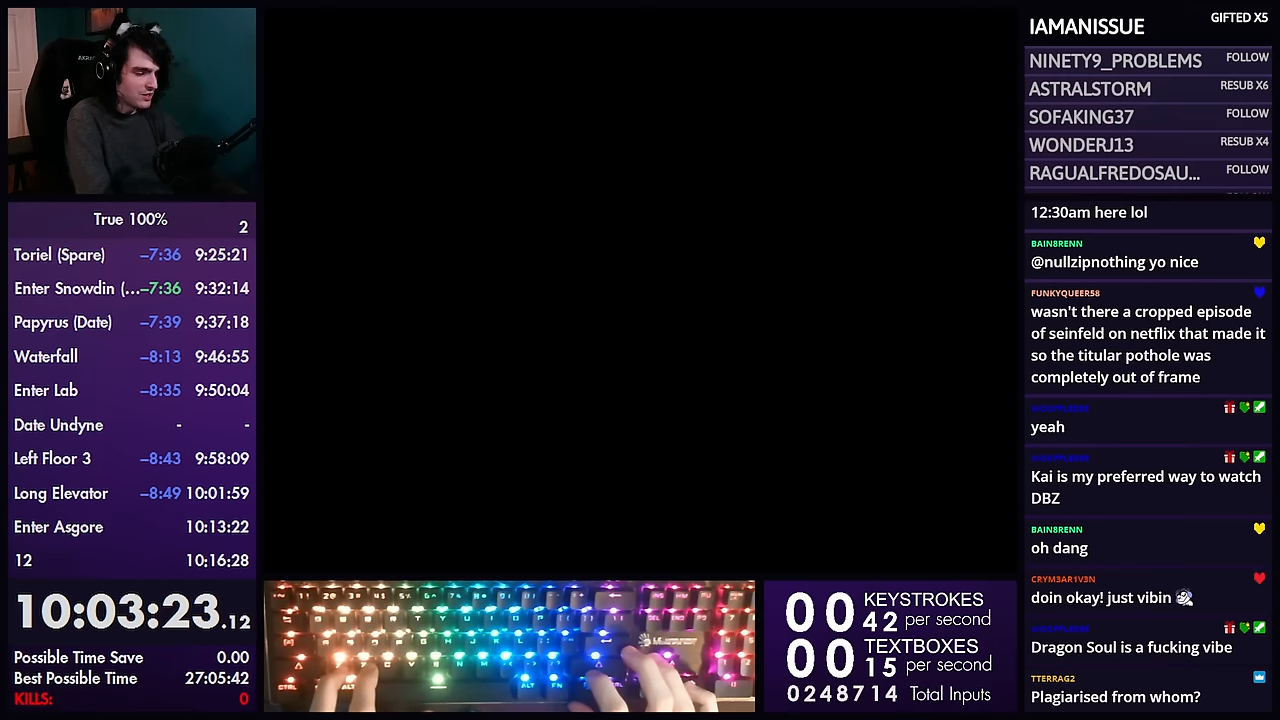 True 100%
2
Toriel (Spare) −7:36 9:25:21
Enter Snowdin (... −7:36 9:32:14
Papyrus (Date) −7:39 9:37:18
Waterfall −8:13 9:46:55
Enter Lab −8:35 9:50:04
Date Undyne - -
Left Floor 3 −8:43 9:58:09
Long Elevator −8:49 10:01:59
Enter Asgore 10:13:22
12 10:16:28
10:03:23.12
Possible Time Save 0.00
Best Possible Time 27:05:42
KILLS: 0
00 KEYSTROKES
42 per second
00 TEXTBOXES
15 per second
0248714 Total Inputs
IAMANISSUE GIFTED X5
NINETY9_PROBLEMS FOLLOW
ASTRALSTORM RESUB X6
SOFAKING37 FOLLOW
WONDERJ13 RESUB X4
RAGUALFREDOSAU... FOLLOW
12:30am here lol
BAIN8RENN
@nullzipnothing yo nice
FUNKYQUEER58
wasn't there a cropped episode
of seinfeld on netflix that made it
so the titular pothole was
completely out of frame
yeah
Kai is my preferred way to watch
DBZ
BAIN8RENN
oh dang
CRYM3AR1V3N
doin okay! just vibin
Dragon Soul is a fucking vibe
TTERRAG2
Plagiarised from whom?